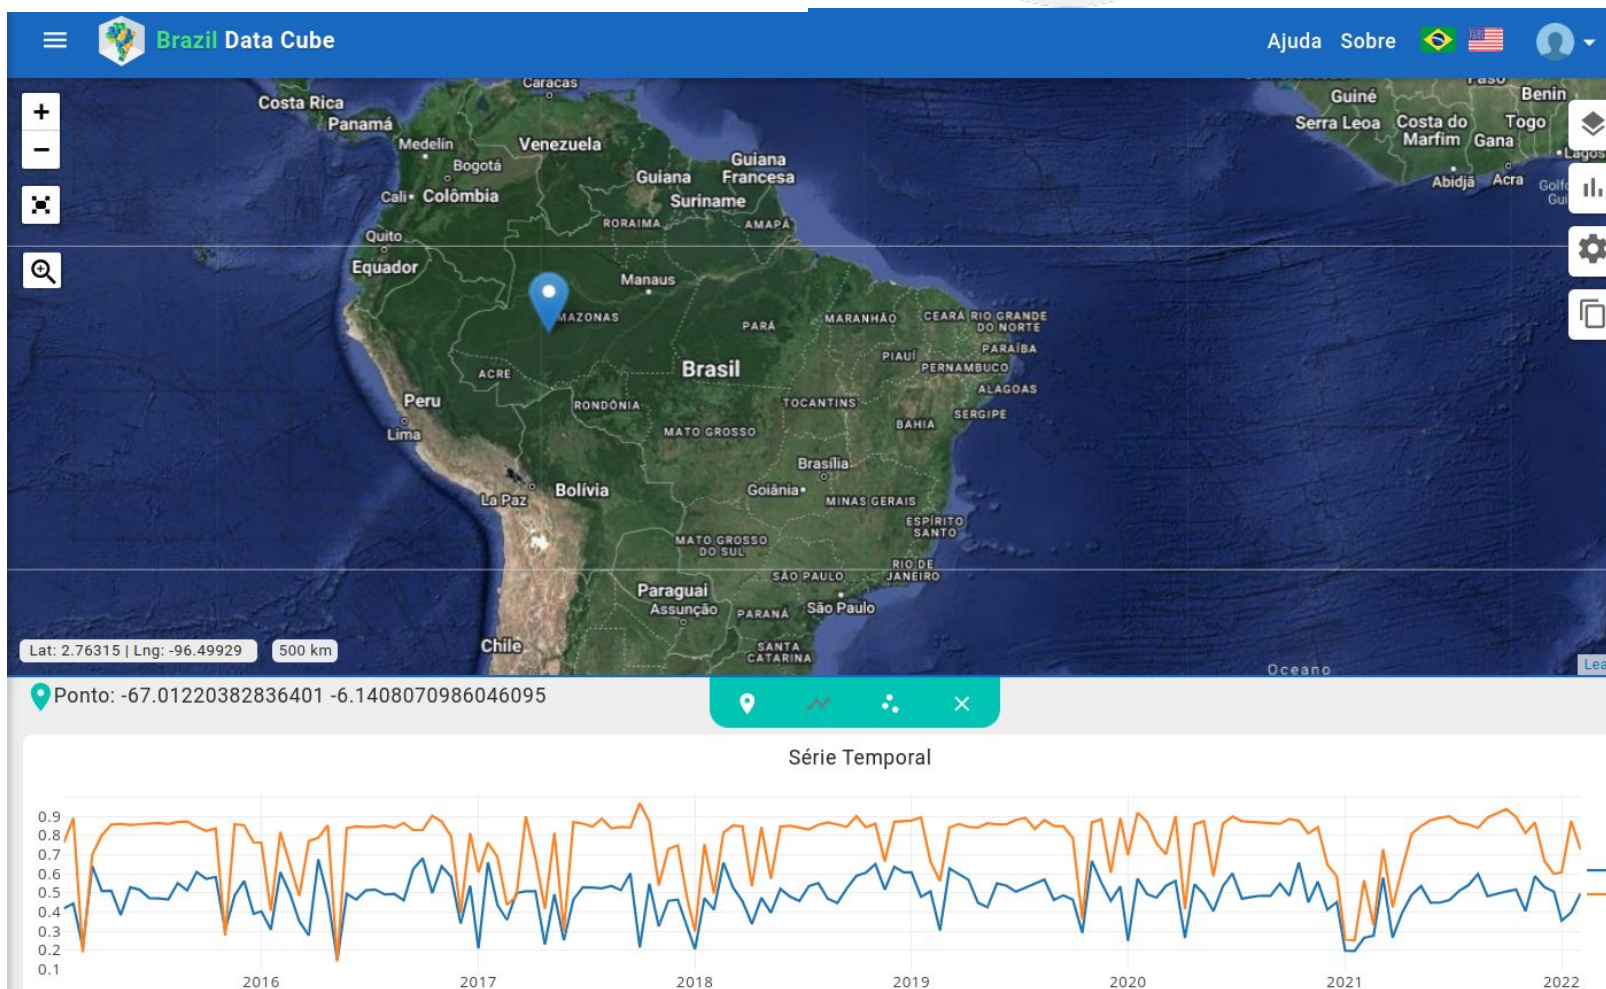 Brazil Data Cube
Ajuda Sobre
+
−
Caracas
Costa Rica
Panamá
Medelín
Venezuela
Bogotá
Guiana
Guiana Francesa
Cali
Colômbia
Suriname
RORAIMA
AMAPÁ
Quito
Equador
Manaus
MAZONAS
PARÁ
MARANHÃO
CEARÁ
RIO GRANDE DO NORTE
PARAÍBA
PIAUÍ
PERNAMBUCO
Brasil
ACRE
ALAGOAS
Peru
RONDÔNIA
TOCANTINS
SERGIPE
BAHIA
Lima
MATO GROSSO
Brasília
La Paz
Bolívia
Goiânia
MINAS GERAIS
ESPÍRITO SANTO
MATO GROSSO DO SUL
RIO DE JANEIRO
SÃO PAULO
Paraguai
Assunção
PARANÁ
São Paulo
Chile
SANTA CATARINA
Guiné
Benin
Serra Leoa
Costa do Marfim
Togo
Gana
Lagos
Abidjã
Acra
Golf
Gui
Oceano
Lat: 2.76315 | Lng: -96.49929
500 km
Lea
Ponto: -67.01220382836401 -6.1408070986046095
Série Temporal
0.9
0.8
0.7
0.6
0.5
0.4
0.3
0.2
0.1
2016 2017 2018 2019 2020 2021 2022